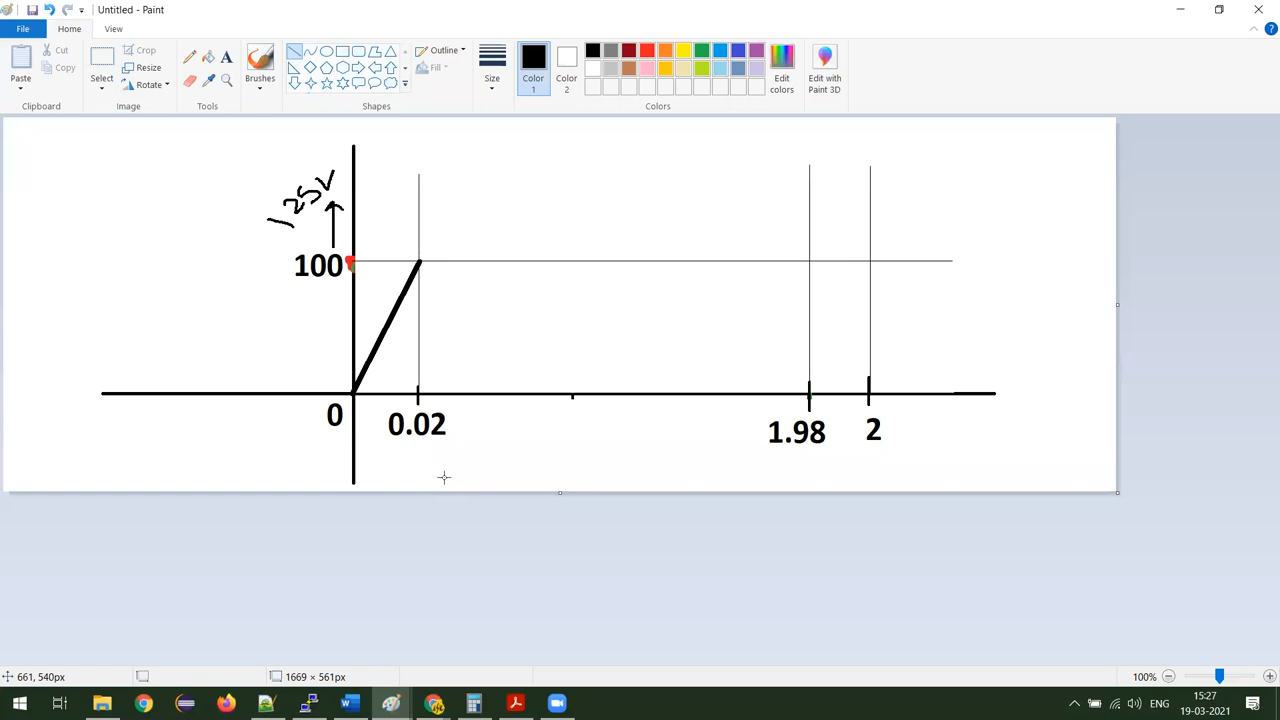 Untitled - Paint
File Home View
Paste
Cut
Copy
Clipboard
Select
Crop
Resize
Rotate
Image
Tools
Brushes
Outline
Fill
Shapes
Size
Color 1
Color 2
Edit colors
Colors
Edit with Paint 3D
125V
100
0
0.02
1.98
2
661, 540px
1669 × 561px
100%
ENG
15:27
19-03-2021